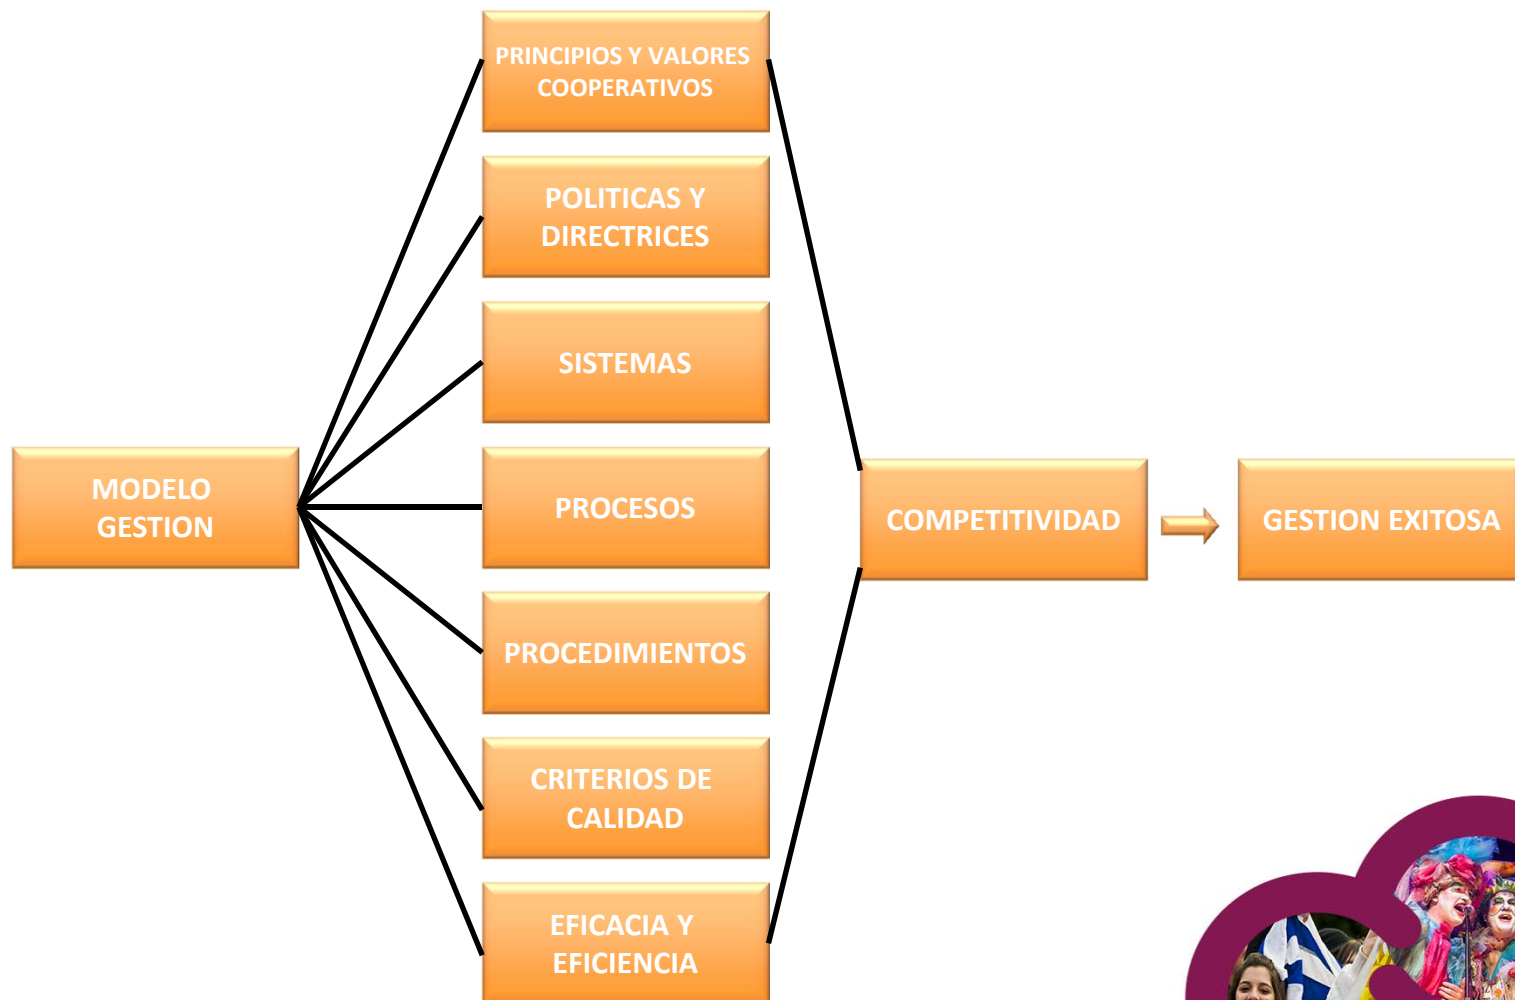 PRINCIPIOS Y VALORES
COOPERATIVOS
POLITICAS Y
DIRECTRICES
SISTEMAS
MODELO
GESTION
PROCESOS
COMPETITIVIDAD
GESTION EXITOSA
PROCEDIMIENTOS
CRITERIOS DE
CALIDAD
EFICACIA Y
EFICIENCIA